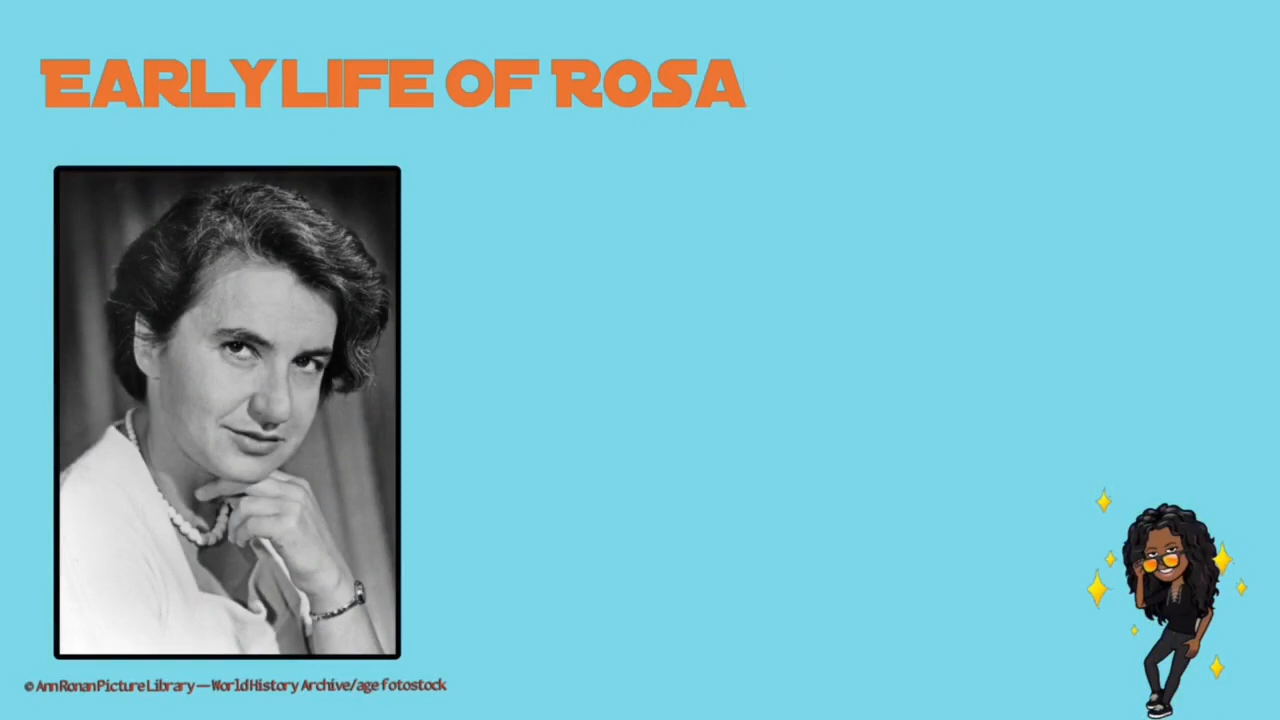 EARLY LIFE OF ROSA
© Ann Ronan Picture Library — World History Archive/age fotostock